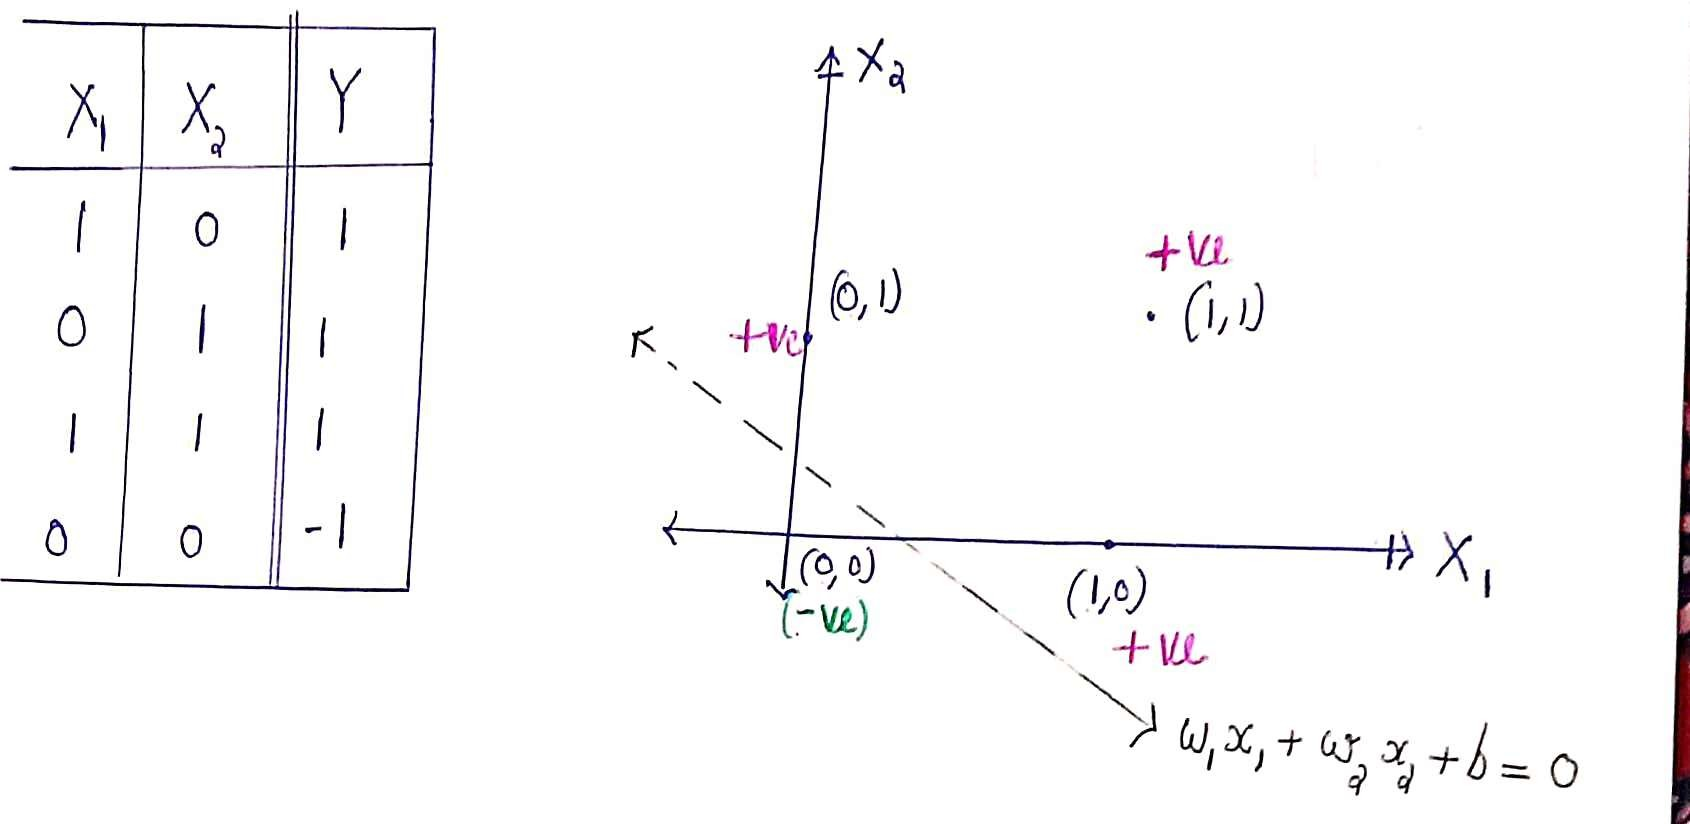 X₁ X₂ Y
1 0 1
0 1 1
1 1 1
0 0 -1
X₂
+ve
(0,1)
(1,1)
+ve
(0,0)
(-ve)
(1,0)
+ve
X₁
w₁x₁ + w₂x₂ + b = 0